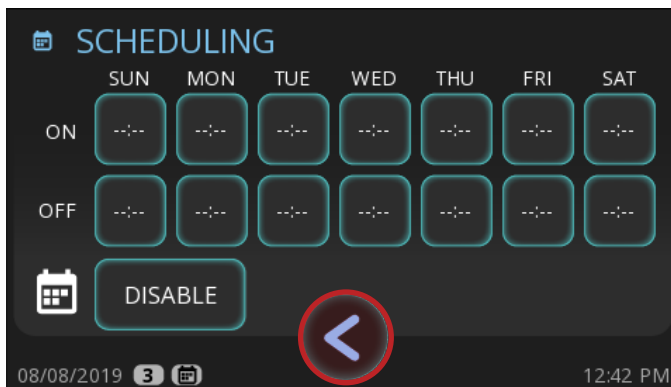 SCHEDULING
SUN MON TUE WED THU FRI SAT
ON --:-- --:-- --:-- --:-- --:-- --:-- --:--
OFF --:-- --:-- --:-- --:-- --:-- --:-- --:--
DISABLE
<
08/08/2019 3 12:42 PM